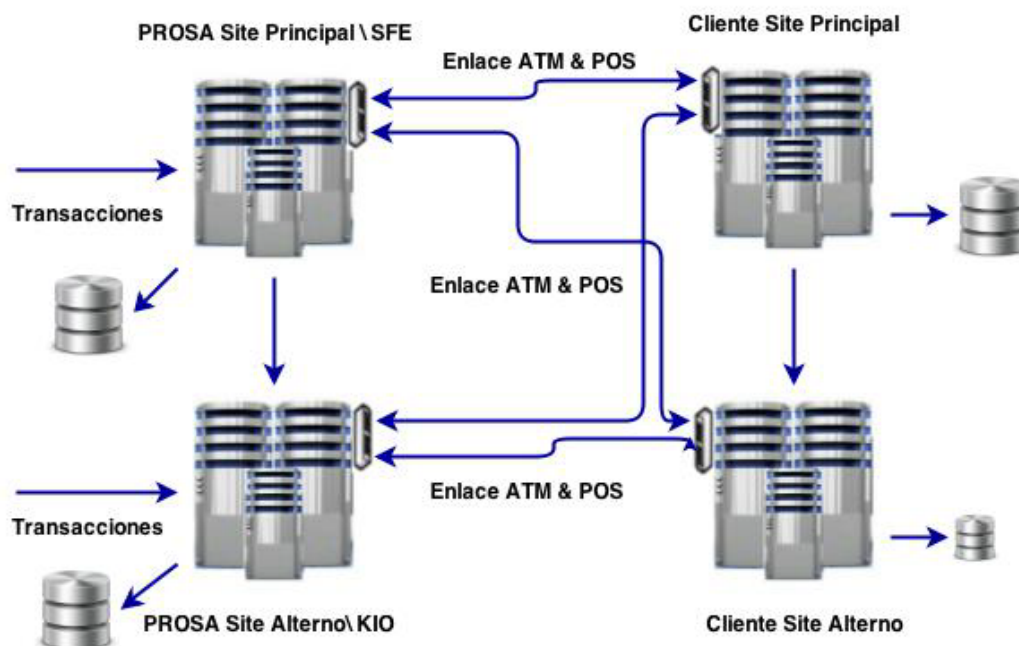 PROSA Site Principal \ SFE
Cliente Site Principal
Enlace ATM & POS
Transacciones
Enlace ATM & POS
Enlace ATM & POS
Transacciones
PROSA Site Alterno\ KIO
Cliente Site Alterno